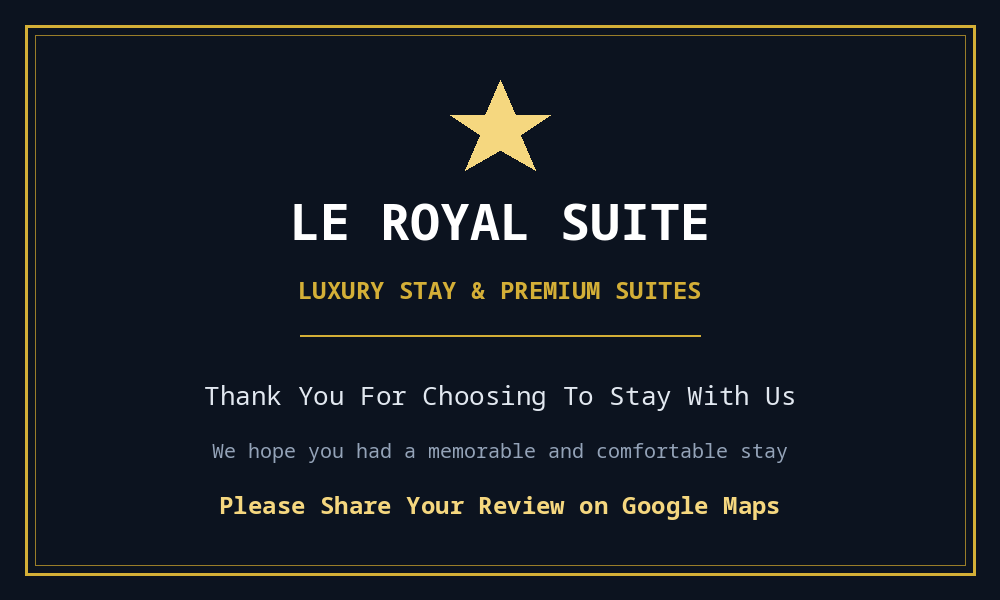 LE ROYAL SUITE
LUXURY STAY & PREMIUM SUITES
Thank You For Choosing To Stay With Us
We hope you had a memorable and comfortable stay
Please Share Your Review on Google Maps